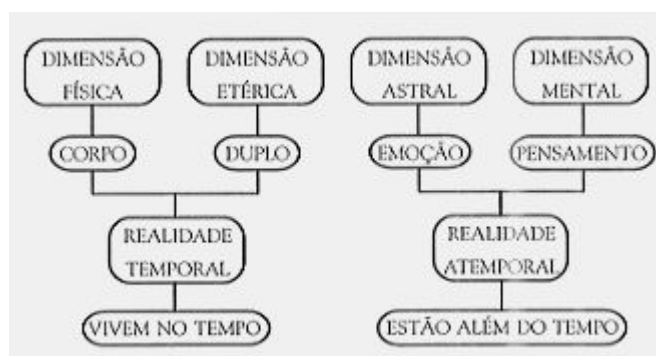 DIMENSÃO
FÍSICA
DIMENSÃO
ETÉRICA
DIMENSÃO
ASTRAL
DIMENSÃO
MENTAL
CORPO
DUPLO
EMOÇÃO
PENSAMENTO
REALIDADE
TEMPORAL
REALIDADE
ATEMPORAL
VIVEM NO TEMPO
ESTÃO ALÉM DO TEMPO